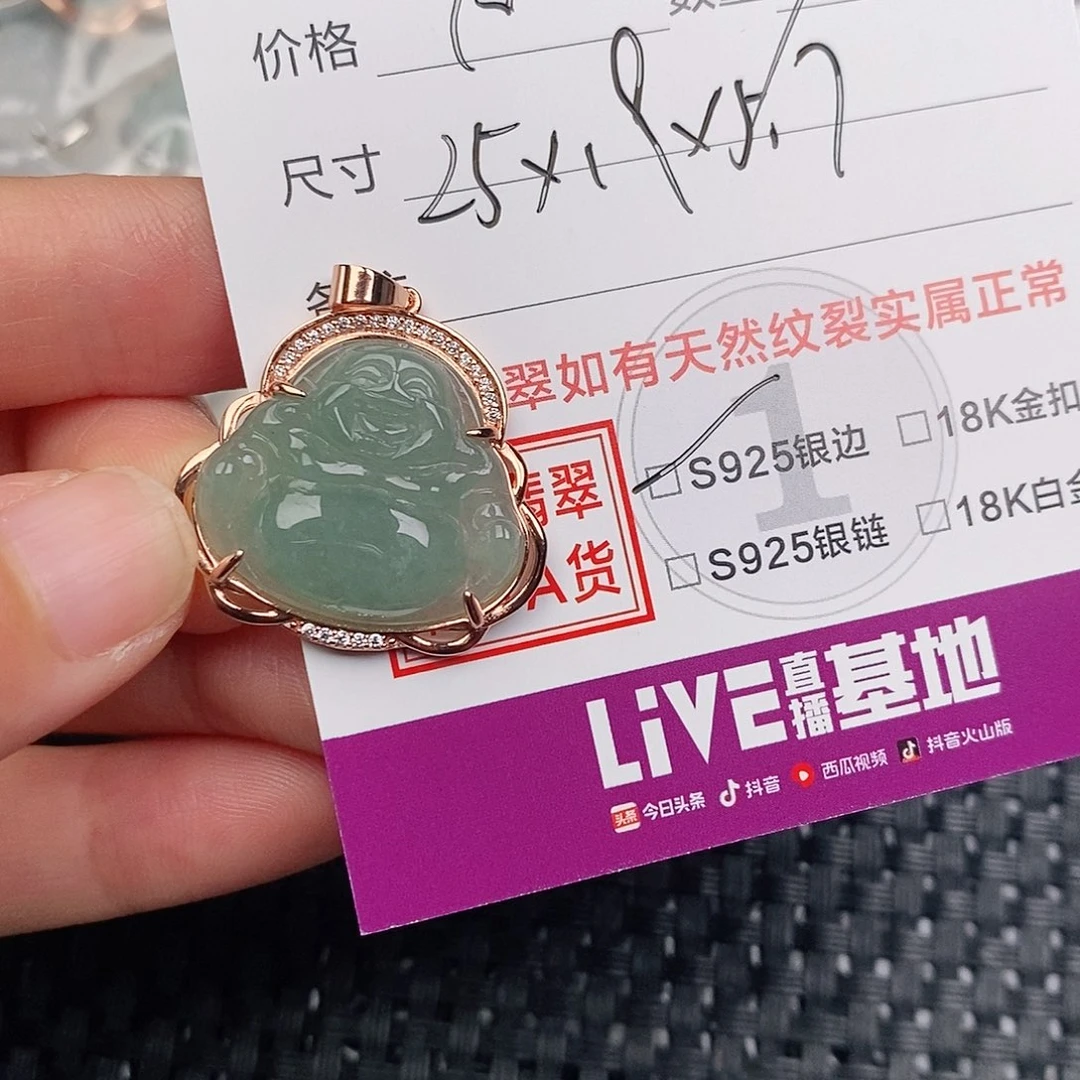 价格
尺寸 25×19×5.7
翠如有天然纹裂实属正常
1
S925银边 18K金扣
翡翠
A货
S925银链 18K白金
LiVE直播基地
头条 今日头条 抖音 西瓜视频 抖音火山版